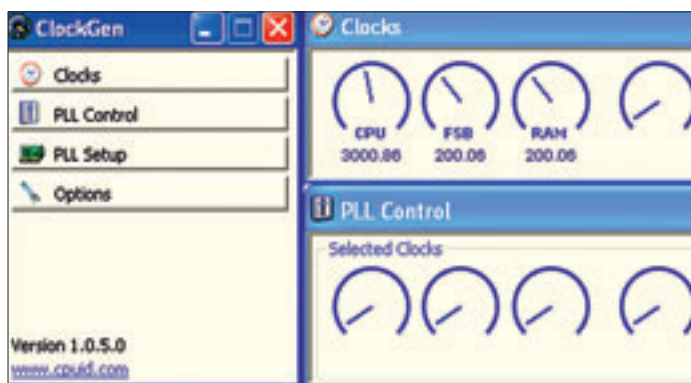 ClockGen
Clocks
PLL Control
PLL Setup
Options
Version 1.0.5.0
www.cpuid.com
Clocks
CPU FSB RAM
3000.86 200.06 200.06
PLL Control
Selected Clocks